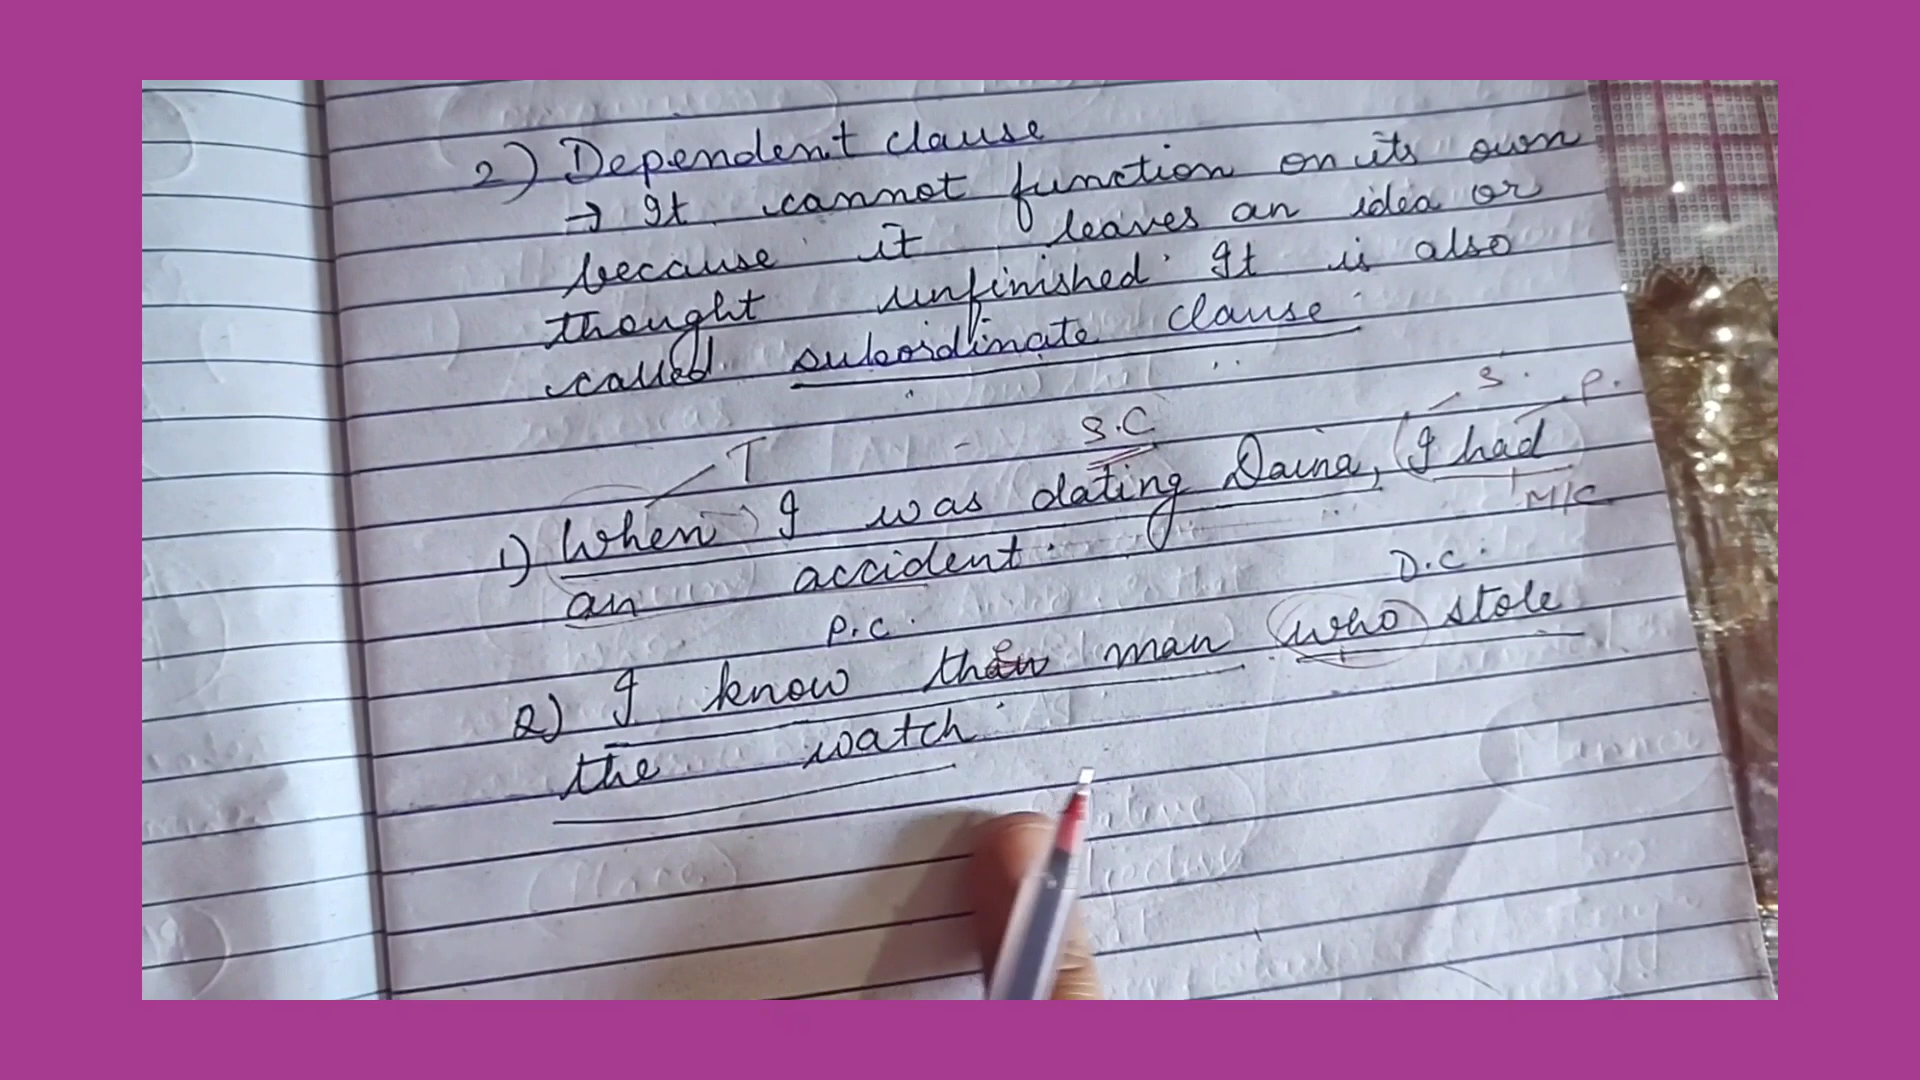 2) Dependent clause
→ It cannot function on its own
because it leaves an idea or
thought unfinished. It is also
called subordinate clause.
S. P.
T S.C
1) When I was dating Daina, I had
M/C
an accident.
D.C.
P.C.
2) I know man who stole
the watch.